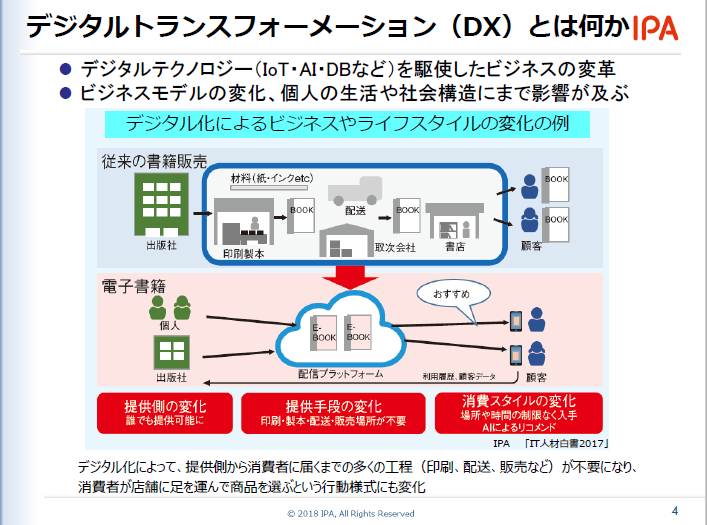 デジタルトランスフォーメーション（DX）とは何か
IPA
● デジタルテクノロジー（IoT・AI・DBなど）を駆使したビジネスの変革
● ビジネスモデルの変化、個人の生活や社会構造にまで影響が及ぶ
デジタル化によるビジネスやライフスタイルの変化の例
従来の書籍販売
材料（紙・インクetc）
BOOK
配送
BOOK
BOOK
BOOK
出版社
印刷製本
取次会社
書店
顧客
電子書籍
おすすめ
個人
E-BOOK
E-BOOK
出版社
配信プラットフォーム
利用履歴、顧客データ
顧客
提供側の変化
誰でも提供可能に
提供手段の変化
印刷・製本・配送・販売場所が不要
消費スタイルの変化
場所や時間の制限なく入手
AIによるリコメンド
IPA 「IT人材白書2017」
デジタル化によって、提供側から消費者に届くまでの多くの工程（印刷、配送、販売など）が不要になり、
消費者が店舗に足を運んで商品を選ぶという行動様式にも変化
© 2018 IPA, All Rights Reserved
4